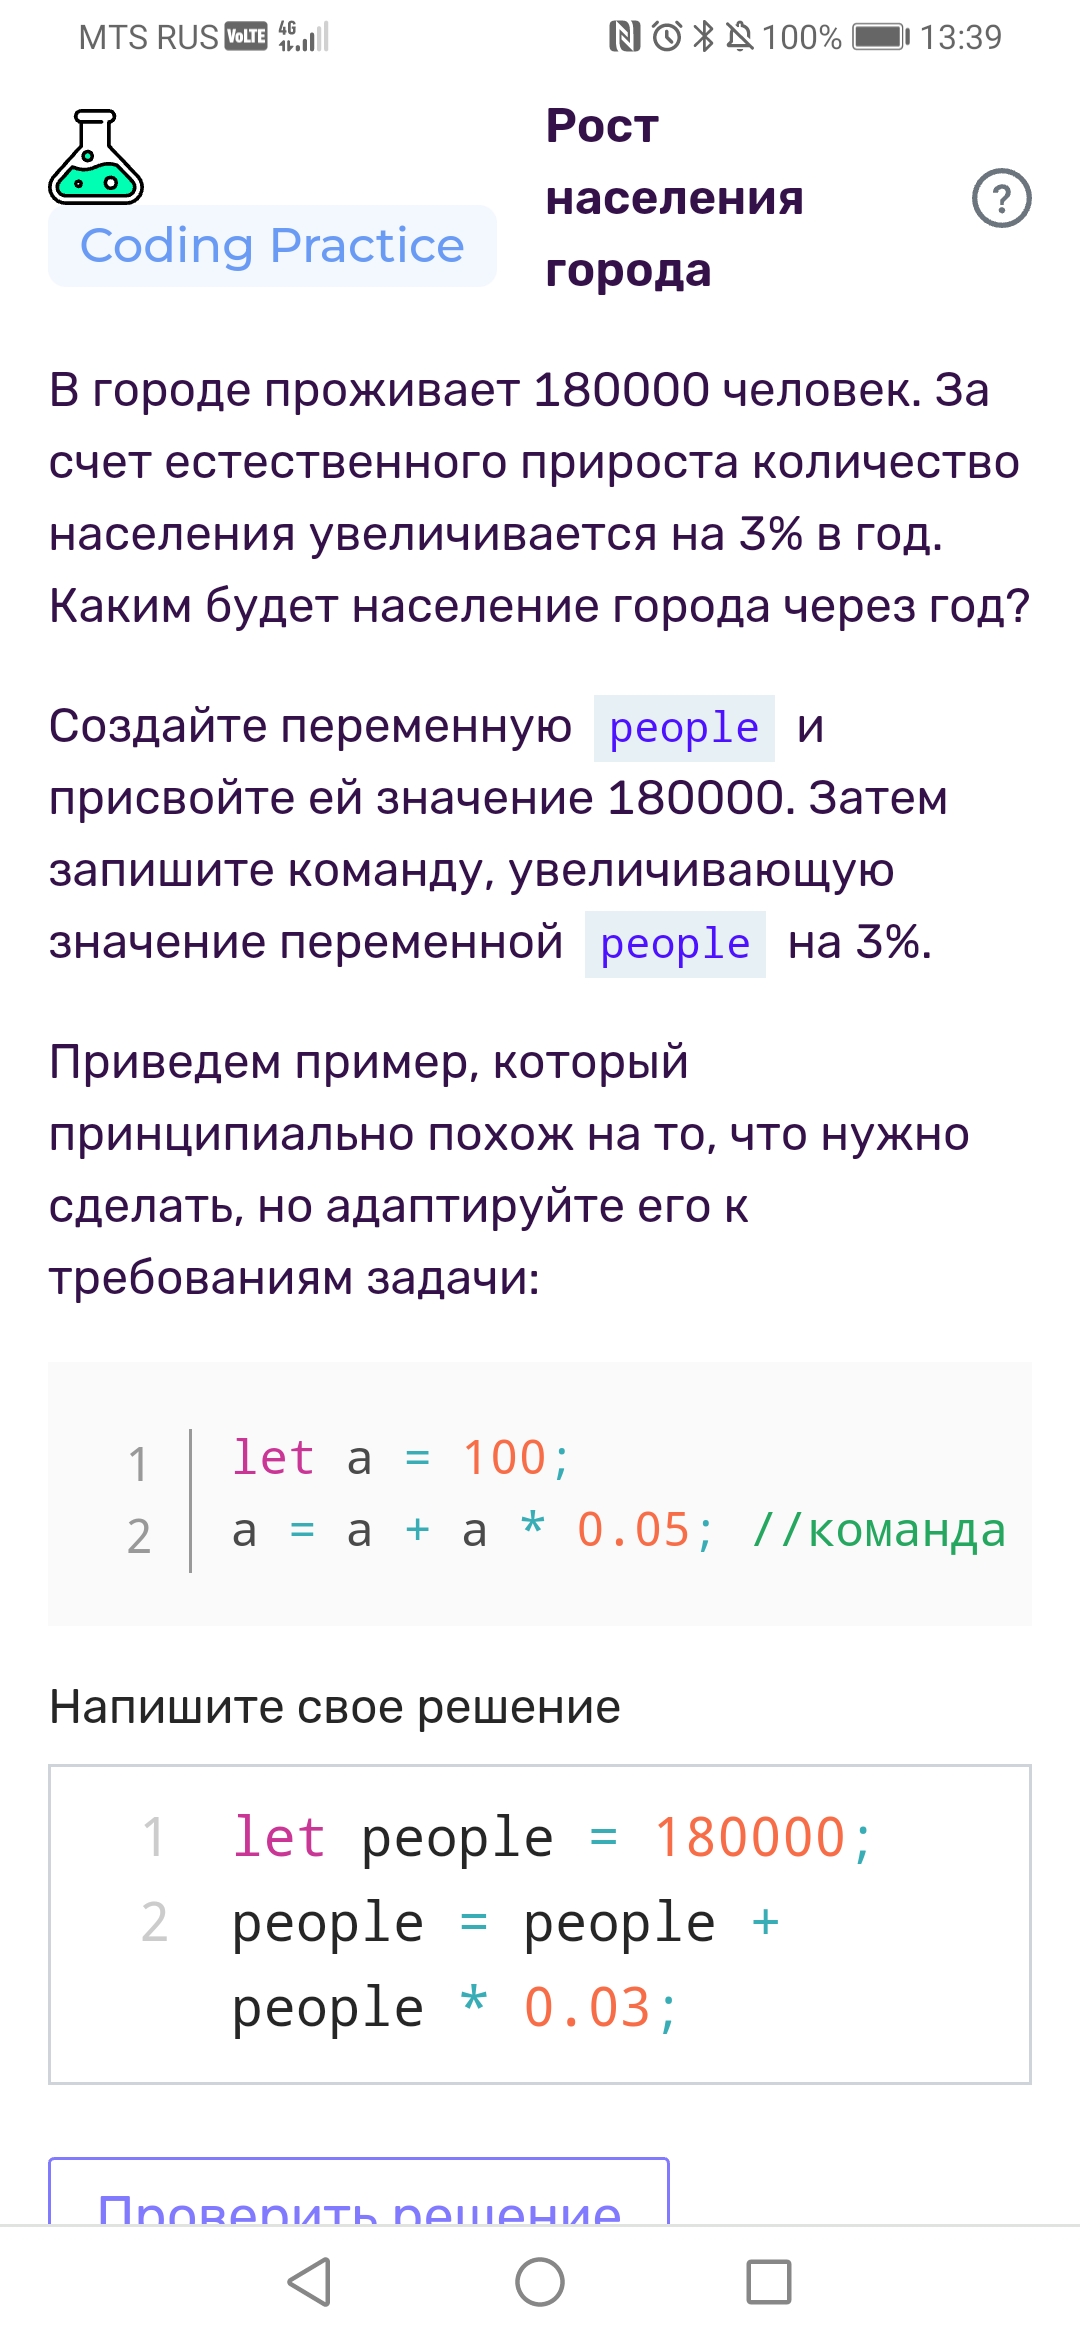 MTS RUS VoLTE 4G 100% 13:39
Coding Practice
Рост
населения
города
?
В городе проживает 180000 человек. За
счет естественного прироста количество
населения увеличивается на 3% в год.
Каким будет население города через год?
Создайте переменную people и
присвойте ей значение 180000. Затем
запишите команду, увеличивающую
значение переменной people на 3%.
Приведем пример, который
принципиально похож на то, что нужно
сделать, но адаптируйте его к
требованиям задачи:
1 let a = 100;
2 a = a + a * 0.05; //команда
Напишите свое решение
1 let people = 180000;
2 people = people +
people * 0.03;
Проверить решение